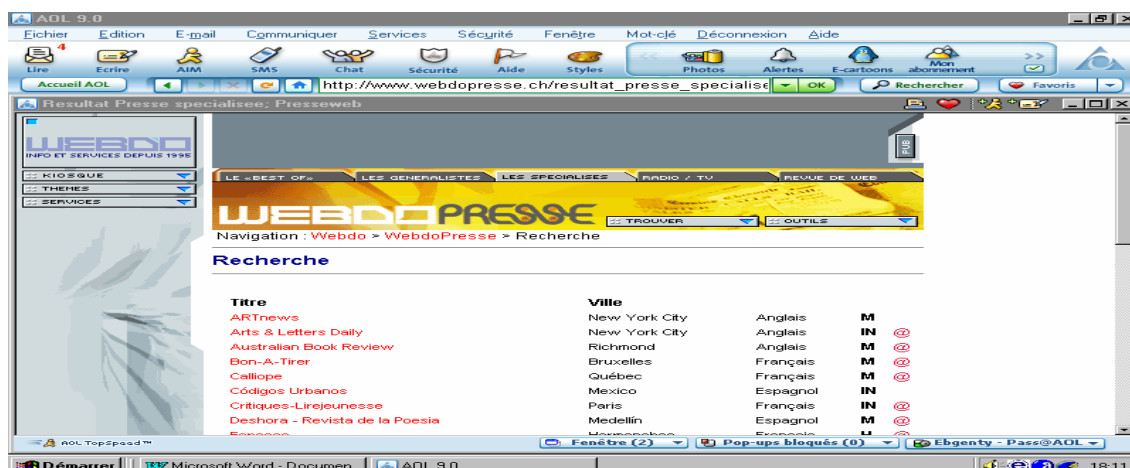 AOL 9.0
Fichier Edition E-mail Communiquer Services Sécurité Fenêtre Mot-clé Déconnexion Aide
4
Lire Ecrire AIM SMS Chat Sécurité Aide Styles << Photos Alertes E-cartoons Mon abonnement >>
Accueil AOL http://www.webdopresse.ch/resultat_presse_specialise OK Rechercher Favoris
Resultat Presse specialisee; Presseweb
WEBDO
INFO ET SERVICES DEPUIS 1995
PUB
:: KIOSQUE
:: THEMES
:: SERVICES
LE «BEST OF» LES GENERALISTES LES SPECIALISES RADIO / TV REVUE DE WEB
WEBDO PRESSE :: TROUVER :: OUTILS
Navigation : Webdo > WebdoPresse > Recherche
Recherche
Titre Ville
ARTnews New York City Anglais M
Arts & Letters Daily New York City Anglais IN @
Australian Book Review Richmond Anglais M @
Bon-A-Tirer Bruxelles Français M @
Calliope Québec Français M @
Códigos Urbanos Mexico Espagnol IN
Critiques-Lirejeunesse Paris Français IN @
Deshora - Revista de la Poesia Medellín Espagnol M @
AOL TopSpeed™ Fenêtre (2) Pop-ups bloqués (0) Ebgenty - Pass@AOL
Démarrer Microsoft Word - Documen AOL 9.0 18:11